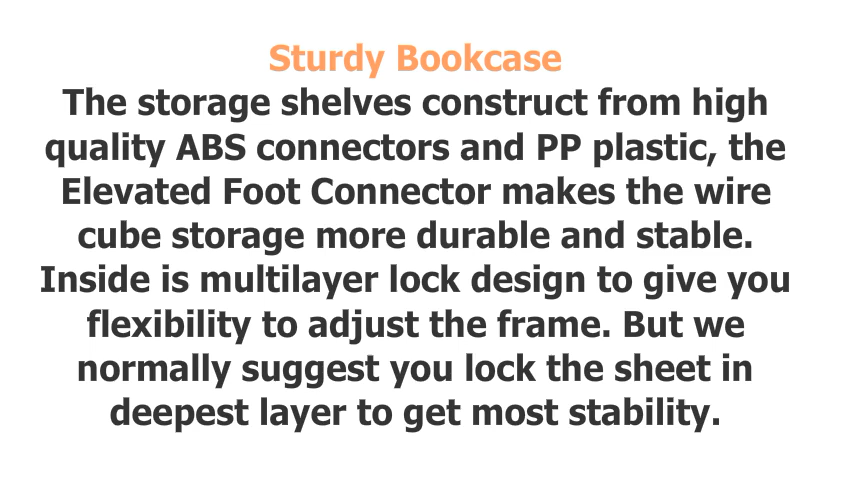 Sturdy Bookcase
The storage shelves construct from high
quality ABS connectors and PP plastic, the
Elevated Foot Connector makes the wire
cube storage more durable and stable.
Inside is multilayer lock design to give you
flexibility to adjust the frame. But we
normally suggest you lock the sheet in
deepest layer to get most stability.